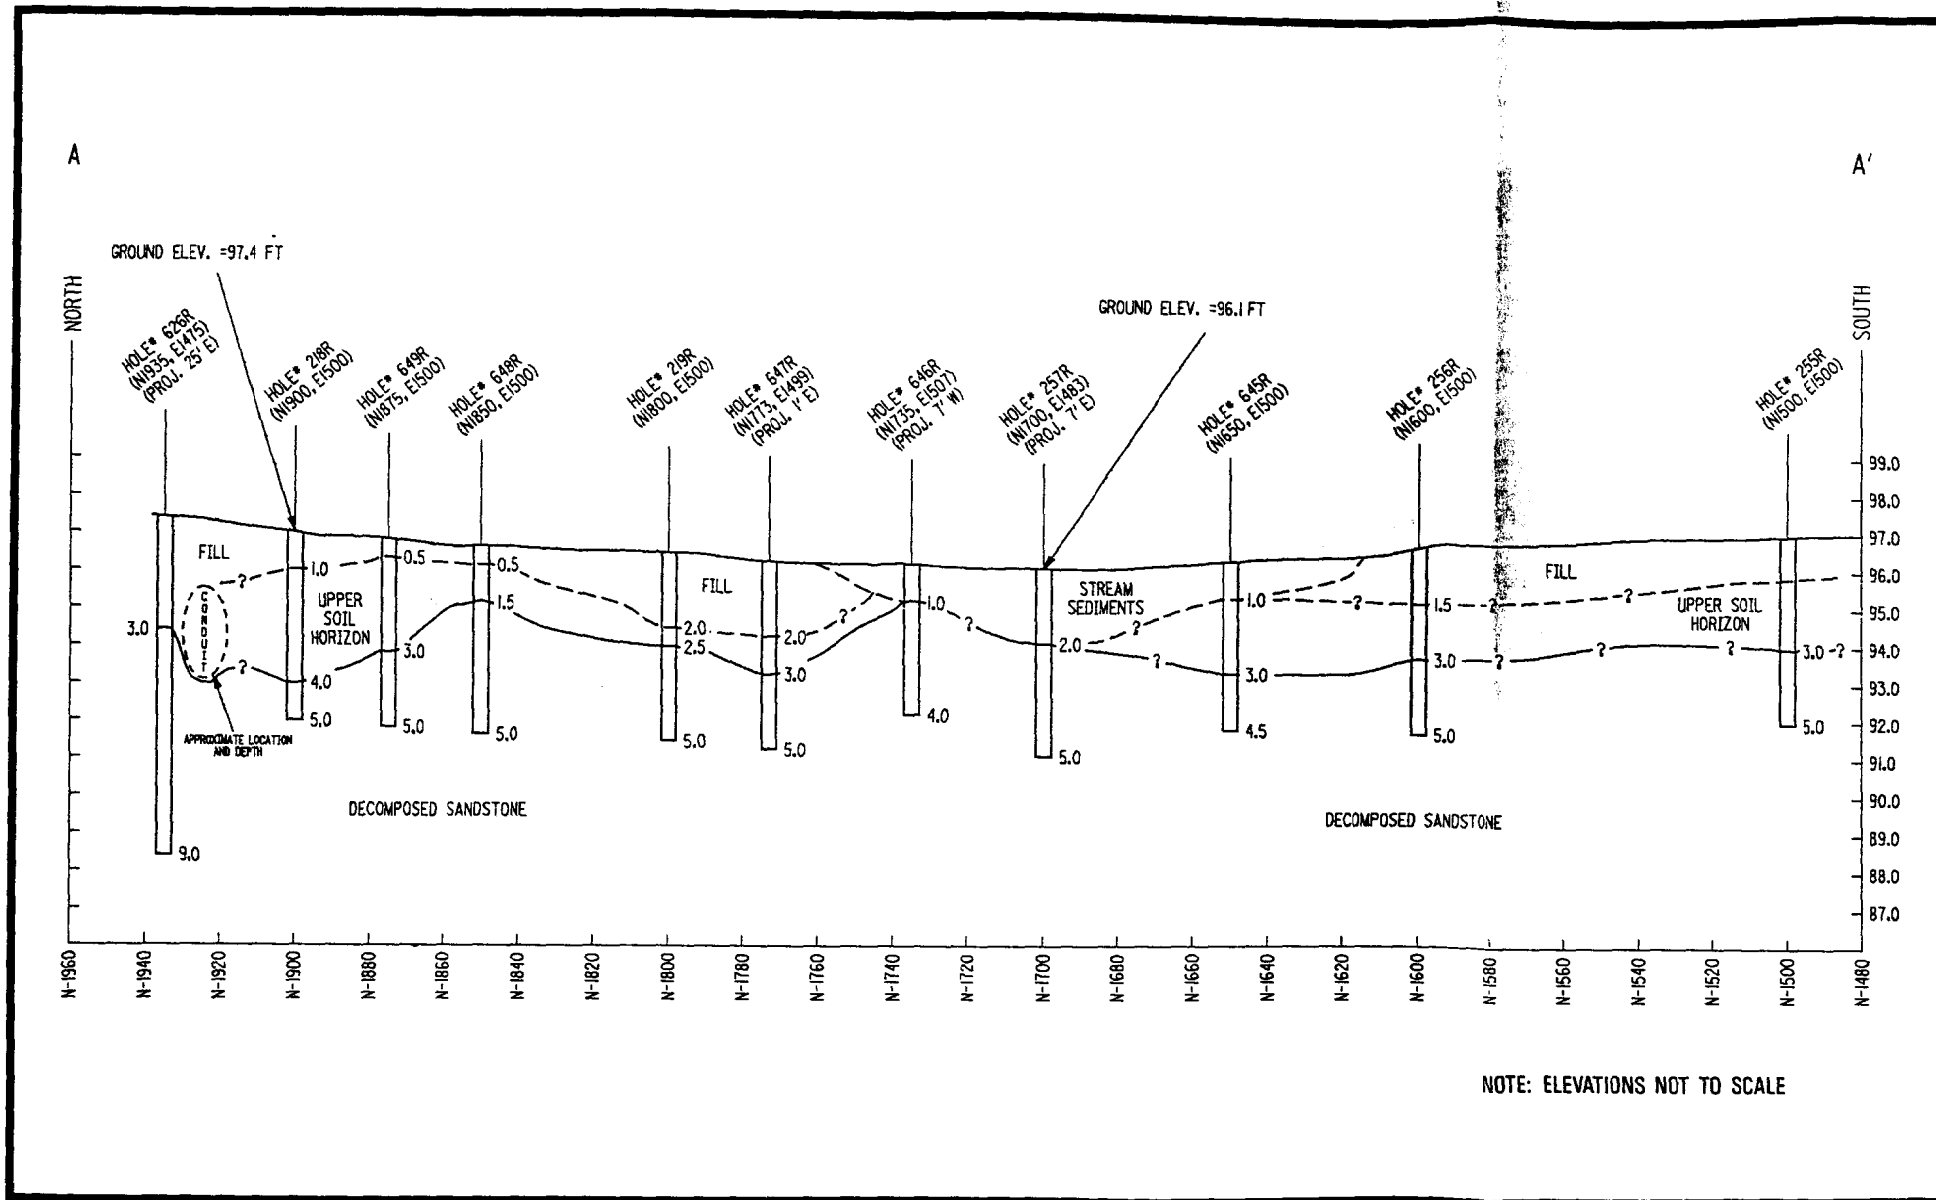 A
A'
GROUND ELEV. =97.4 FT
GROUND ELEV. =96.1 FT
NORTH
SOUTH
HOLE# 626R
(N1935, E1475)
(PROJ. 25' E)
HOLE# 218R
(N1900, E1500)
HOLE# 649R
(N1875, E1500)
HOLE# 648R
(N1850, E1500)
HOLE# 219R
(N1800, E1500)
HOLE# 647R
(N1773, E1499)
(PROJ. 1' E)
HOLE# 646R
(N1735, E1507)
(PROJ. 7' W)
HOLE# 257R
(N1700, E1483)
(PROJ. 7' E)
HOLE# 645R
(N1650, E1500)
HOLE# 256R
(N1600, E1500)
HOLE# 255R
(N1500, E1500)
99.0
98.0
97.0
96.0
95.0
94.0
93.0
92.0
91.0
90.0
89.0
88.0
87.0
FILL
CONDUIT
3.0
9.0
?
?
1.0
4.0
5.0
UPPER
SOIL
HORIZON
0.5
3.0
5.0
0.5
1.5
5.0
2.0
2.5
5.0
FILL
2.0
3.0
5.0
?
1.0
4.0
?
2.0
5.0
STREAM
SEDIMENTS
?
?
1.0
3.0
4.5
?
1.5
3.0
5.0
?
?
FILL
?
?
?
UPPER SOIL
HORIZON
3.0 -?
5.0
APPROXIMATE LOCATION
AND DEPTH
DECOMPOSED SANDSTONE
DECOMPOSED SANDSTONE
N-1960
N-1940
N-1920
N-1900
N-1880
N-1860
N-1840
N-1820
N-1800
N-1780
N-1760
N-1740
N-1720
N-1700
N-1680
N-1660
N-1640
N-1620
N-1600
N-1580
N-1560
N-1540
N-1520
N-1500
N-1480
NOTE: ELEVATIONS NOT TO SCALE